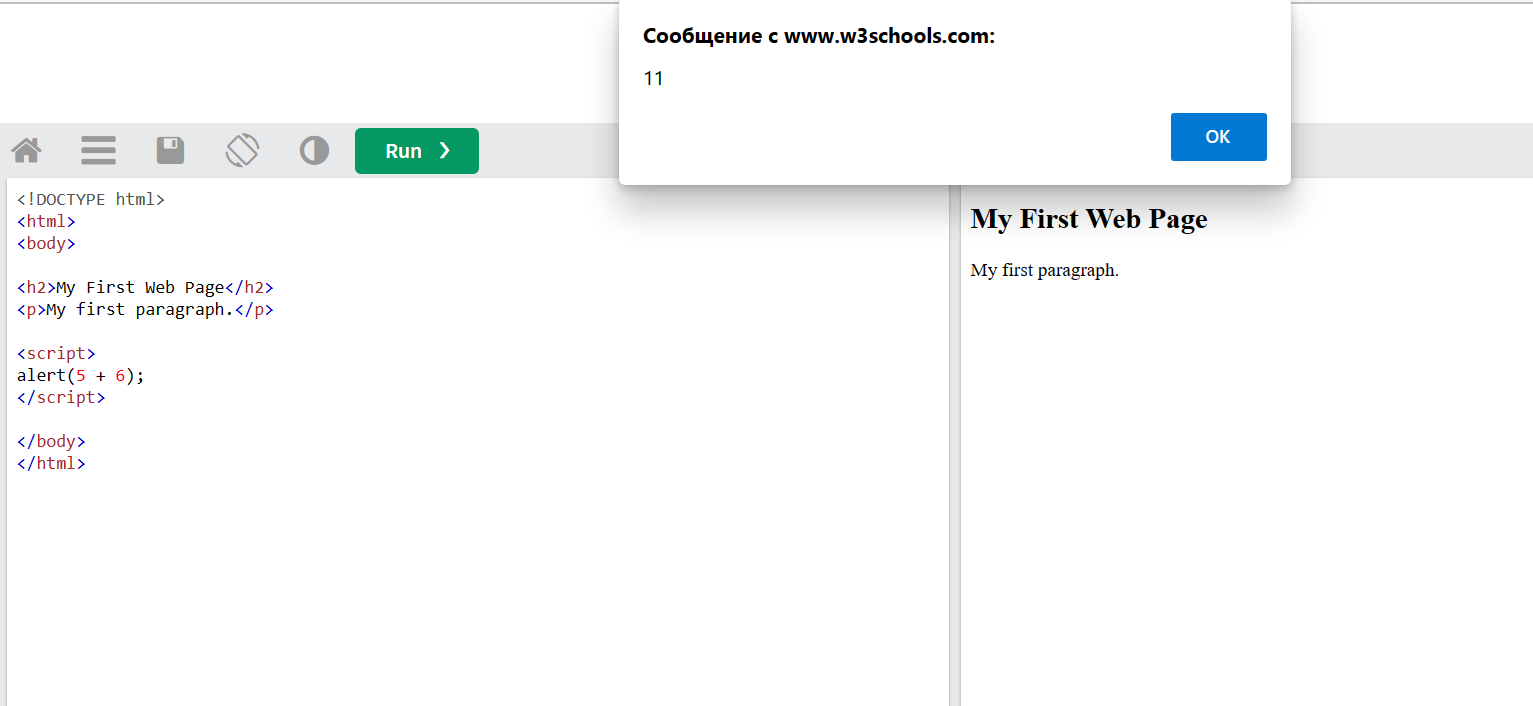 Сообщение с www.w3schools.com:
11
OK
Run ❯
<!DOCTYPE html>
<html>
<body>
<h2>My First Web Page</h2>
<p>My first paragraph.</p>
<script>
alert(5 + 6);
</script>
</body>
</html>
My First Web Page
My first paragraph.